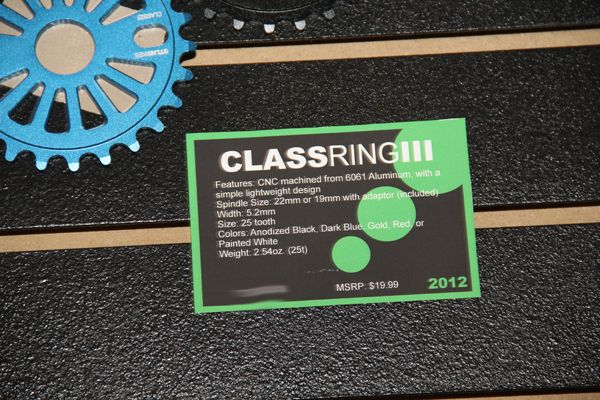 CLASSRINGIII
Features: CNC machined from 6061 Aluminum, with a
simple lightweight design
Spindle Size: 22mm or 19mm with adaptor (included)
Width: 5.2mm
Size: 25 tooth
Colors: Anodized Black, Dark Blue, Gold, Red, or
Painted White
Weight: 2.54oz. (25t)
MSRP: $19.99
2012